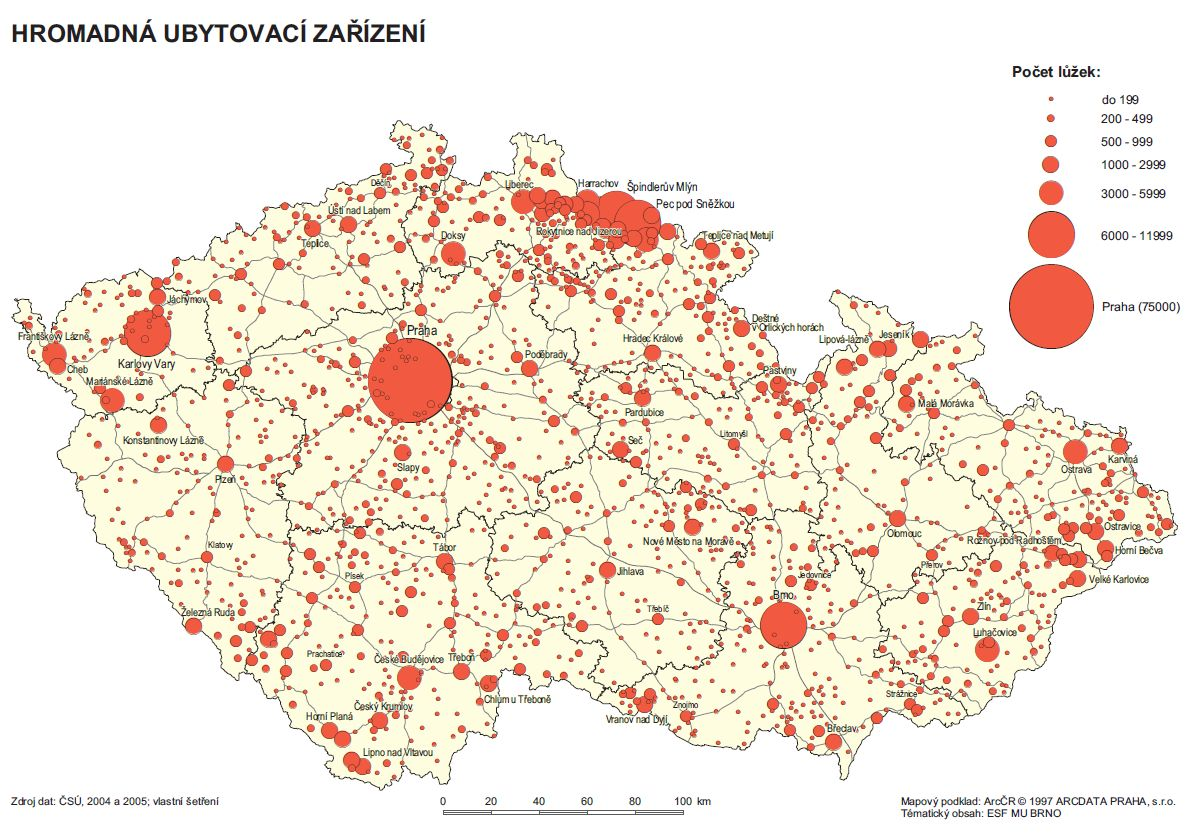 HROMADNÁ UBYTOVACÍ ZAŘÍZENÍ
Počet lůžek:
do 199
200 - 499
500 - 999
1000 - 2999
3000 - 5999
6000 - 11999
Praha (75000)
Děčín
Liberec
Harrachov
Špindlerův Mlýn
Pec pod Sněžkou
Ústí nad Labem
Teplice
Doksy
Rokytnice nad Jizerou
Teplice nad Metují
Jáchymov
Františkovy Lázně
Cheb
Karlovy Vary
Mariánské Lázně
Praha
Poděbrady
Hradec Králové
Deštné
v Orlických horách
Lipová-lázně
Jeseník
Pastviny
Pardubice
Malá Morávka
Konstantinovy Lázně
Plzeň
Slapy
Seč
Litomyšl
Ostrava
Karviná
Nové Město na Moravě
Olomouc
Ostravice
Rožnov pod Radhoštěm
Horní Bečva
Klatovy
Tábor
Písek
Jihlava
Jedovnice
Přerov
Velké Karlovice
Železná Ruda
Třebíč
Brno
Zlín
Luhačovice
Prachatice
České Budějovice
Třeboň
Chlum u Třeboně
Český Krumlov
Horní Planá
Lipno nad Vltavou
Vranov nad Dyjí
Znojmo
Strážnice
Břeclav
Zdroj dat: ČSÚ, 2004 a 2005; vlastní šetření
0 20 40 60 80 100 km
Mapový podklad: ArcČR © 1997 ARCDATA PRAHA, s.r.o.
Tématický obsah: ESF MU BRNO